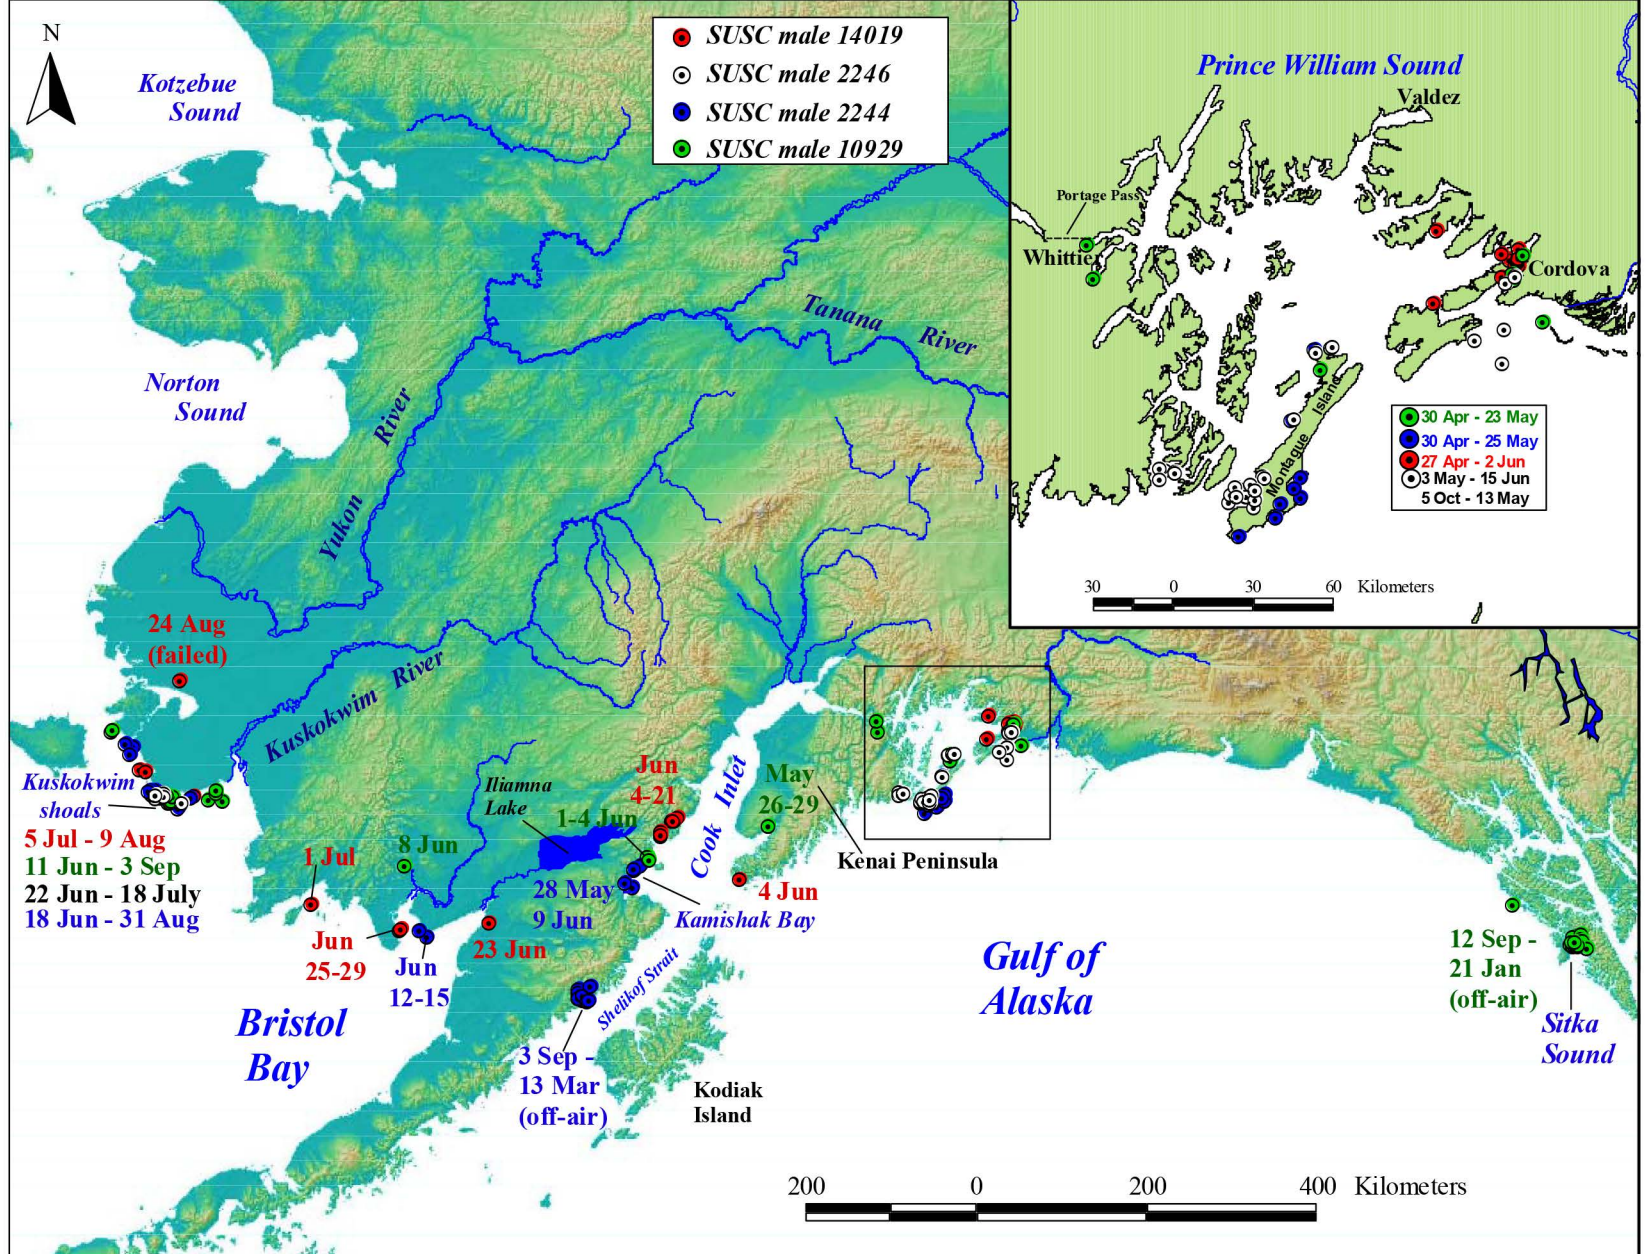 N
Kotzebue
Sound
SUSC male 14019
SUSC male 2246
SUSC male 2244
SUSC male 10929
Prince William Sound
Valdez
Portage Pass
Whittier
Cordova
Montague Island
30 Apr - 23 May
30 Apr - 25 May
27 Apr - 2 Jun
3 May - 15 Jun
5 Oct - 13 May
30 0 30 60 Kilometers
Tanana River
Norton
Sound
Yukon River
24 Aug
(failed)
Kuskokwim River
Kuskokwim
shoals
5 Jul - 9 Aug
11 Jun - 3 Sep
22 Jun - 18 July
18 Jun - 31 Aug
1 Jul
8 Jun
Iliamna
Lake
1-4 Jun
Jun
4-21
Cook Inlet
May
26-29
Kenai Peninsula
4 Jun
28 May
9 Jun
Kamishak Bay
Jun
25-29
Jun
12-15
23 Jun
Shelikof Strait
Bristol
Bay
3 Sep -
13 Mar
(off-air)
Kodiak
Island
Gulf of
Alaska
12 Sep -
21 Jan
(off-air)
Sitka
Sound
200 0 200 400 Kilometers